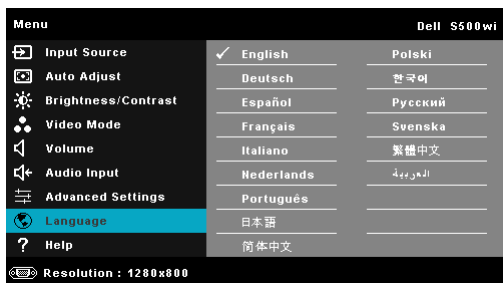 Menu Dell S500wi
Input Source
Auto Adjust
Brightness/Contrast
Video Mode
Volume
Audio Input
Advanced Settings
Language
? Help
English
Deutsch
Español
Français
Italiano
Nederlands
Português
日本語
简体中文
Polski
한국어
Русский
Svenska
繁體中文
العربية
Resolution : 1280x800